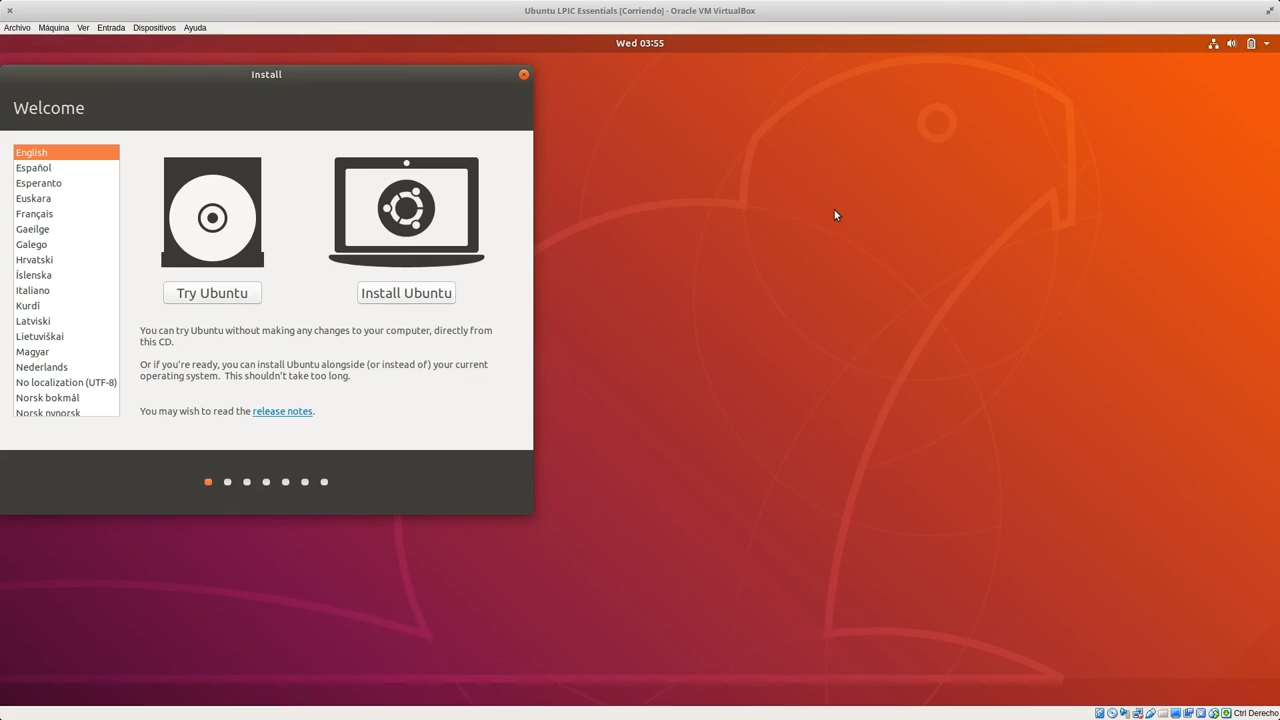 Ubuntu LPIC Essentials [Corriendo] - Oracle VM VirtualBox
Archivo Máquina Ver Entrada Dispositivos Ayuda
Wed 03:55
Install
Welcome
English
Español
Esperanto
Euskara
Français
Gaeilge
Galego
Hrvatski
Íslenska
Italiano
Kurdî
Latviski
Lietuviškai
Magyar
Nederlands
No localization (UTF-8)
Norsk bokmål
Norsk nynorsk
Try Ubuntu
Install Ubuntu
You can try Ubuntu without making any changes to your computer, directly from
this CD.
Or if you're ready, you can install Ubuntu alongside (or instead of) your current
operating system. This shouldn't take too long.
You may wish to read the release notes.
Ctrl Derecho